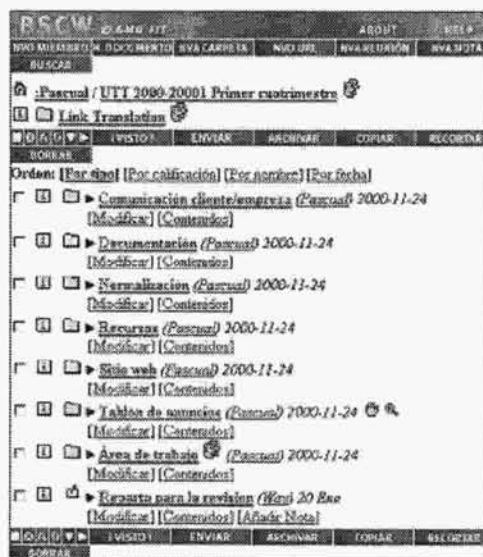 BSCW ABOUT HELP
NVO MIEMBRO DOCUMENTO NVA CARPETA NVO URL NVA REUNIÓN NVA NOTA
BUSCAR
:Pascual / UTT 2000-20001 Primer cuatrimestre
Link Translation
¡VISTO! ENVIAR ARCHIVAR COPIAR RECORTAR
BORRAR
Orden: [Por tipo] [Por calificación] [Por nombre] [Por fecha]
Comunicación cliente/empresa (Pascual) 2000-11-24
[Modificar] [Contenidos]
Documentación (Pascual) 2000-11-24
[Modificar] [Contenidos]
Normalización (Pascual) 2000-11-24
[Modificar] [Contenidos]
Recursos (Pascual) 2000-11-24
[Modificar] [Contenidos]
Sitio web (Pascual) 2000-11-24
[Modificar] [Contenidos]
Tablón de anuncios (Pascual) 2000-11-24
[Modificar] [Contenidos]
Área de trabajo (Pascual) 2000-11-24
[Modificar] [Contenidos]
Reparto para la revision 20 Ene
[Modificar] [Contenidos] [Añadir Nota]
¡VISTO! ENVIAR ARCHIVAR COPIAR RECORTAR
BORRAR